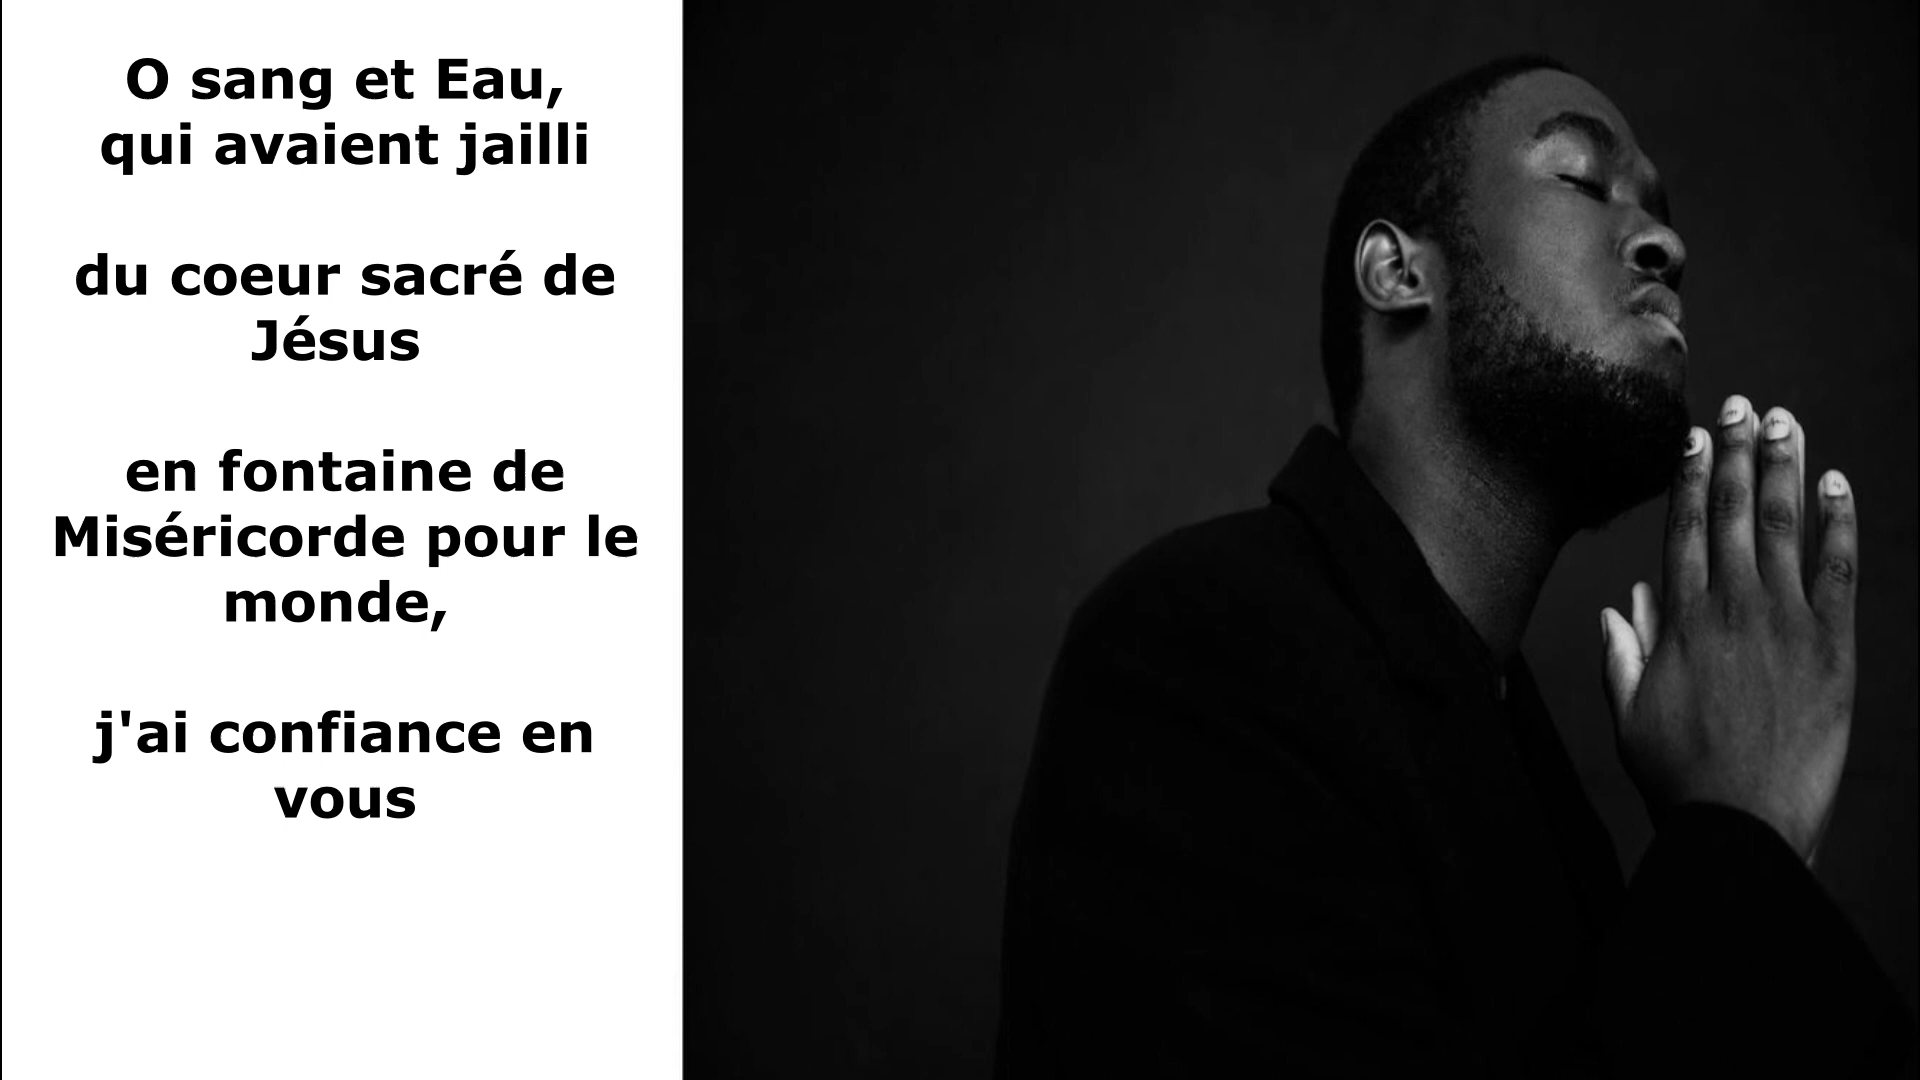 O sang et Eau,
qui avaient jailli
du coeur sacré de
Jésus
en fontaine de
Miséricorde pour le
monde,
j'ai confiance en
vous